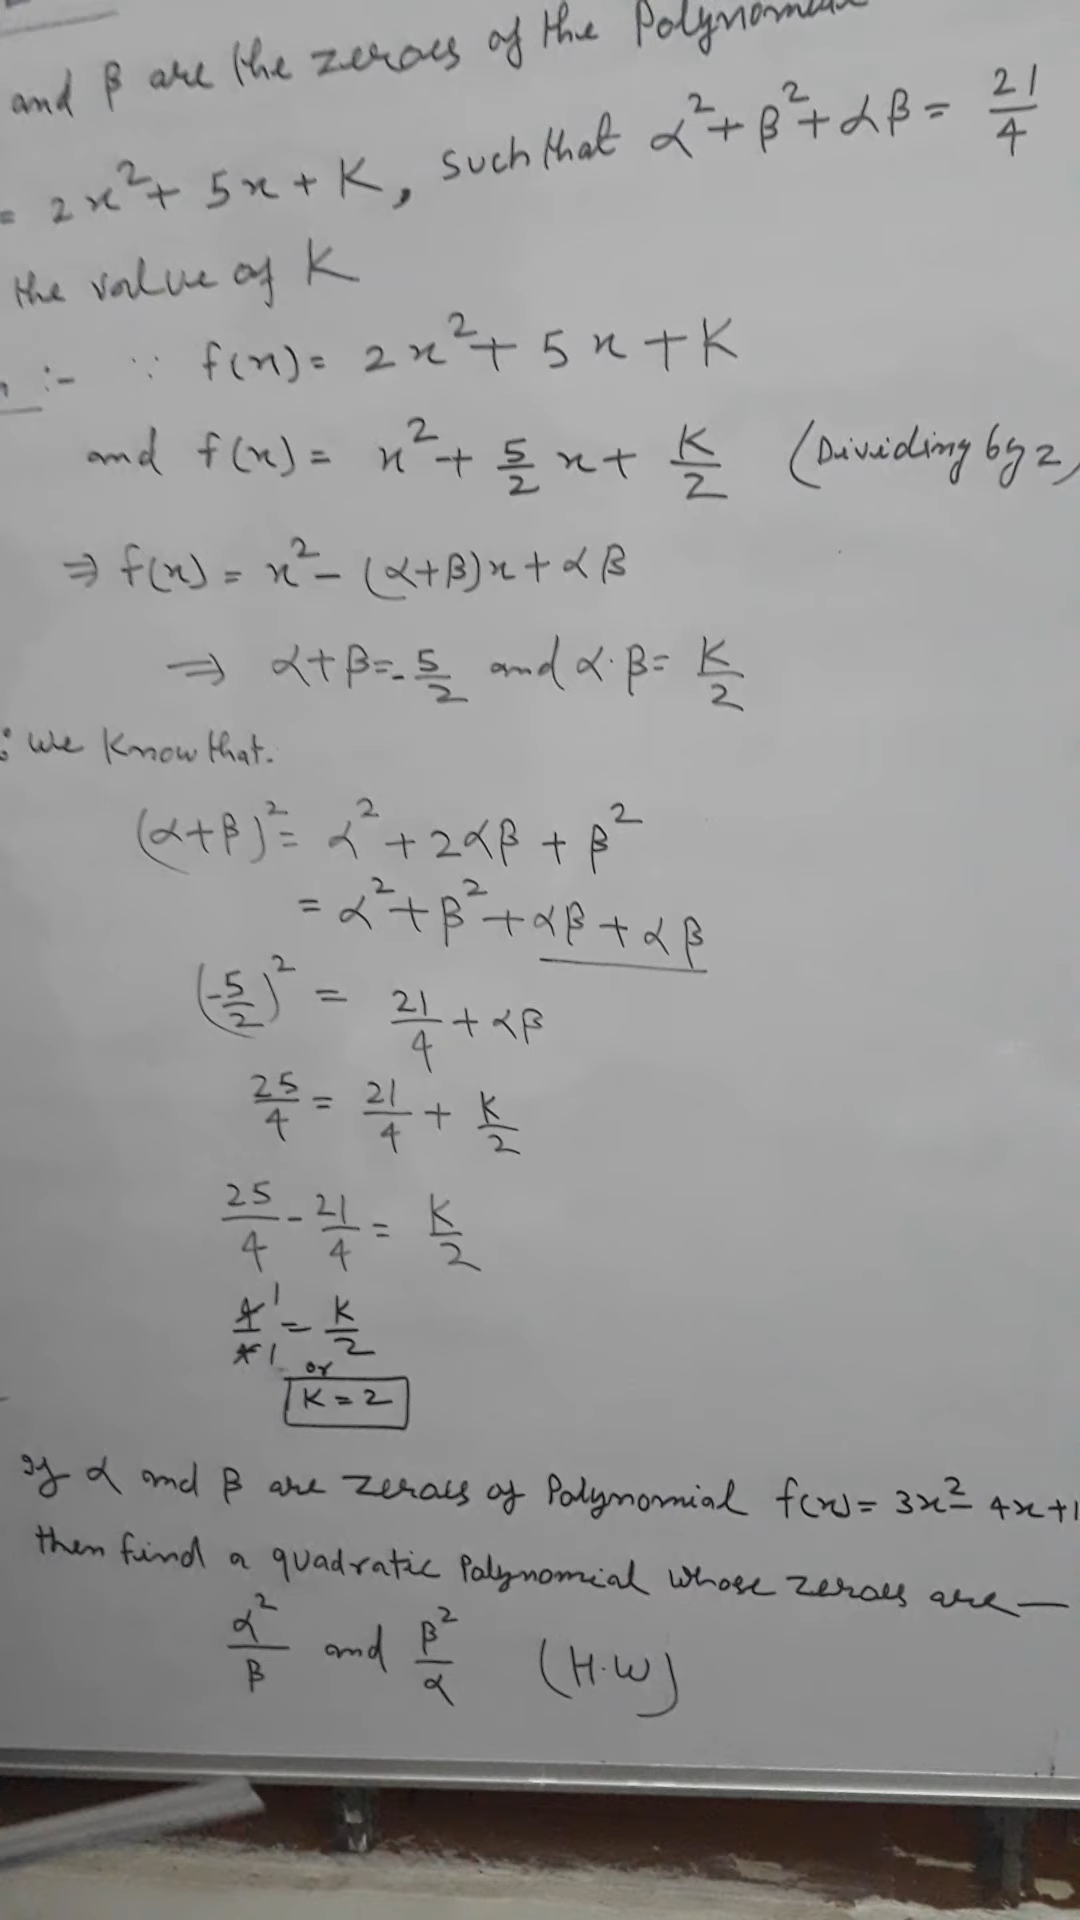 and β are the zeroes of the Polynomial
= 2x² + 5x + K, such that α² + β² + αβ = 21/4
the value of K
:- ∵ f(x) = 2x² + 5x + K
and f(x) = x² + 5/2 x + K/2 (Dividing by 2)
⇒ f(x) = x² - (α+β)x + αβ
⇒ α+β = -5/2 and α·β = K/2
: we know that.
(α+β)² = α² + 2αβ + β²
= α² + β² + αβ + αβ
(-5/2)² = 21/4 + αβ
25/4 = 21/4 + K/2
25/4 - 21/4 = K/2
4/4 1/1 = K/2
or
K = 2
If α and β are zeroes of Polynomial f(x) = 3x² - 4x + 1
then find a quadratic Polynomial whose zeroes are —
α²/β and β²/α (H.W)